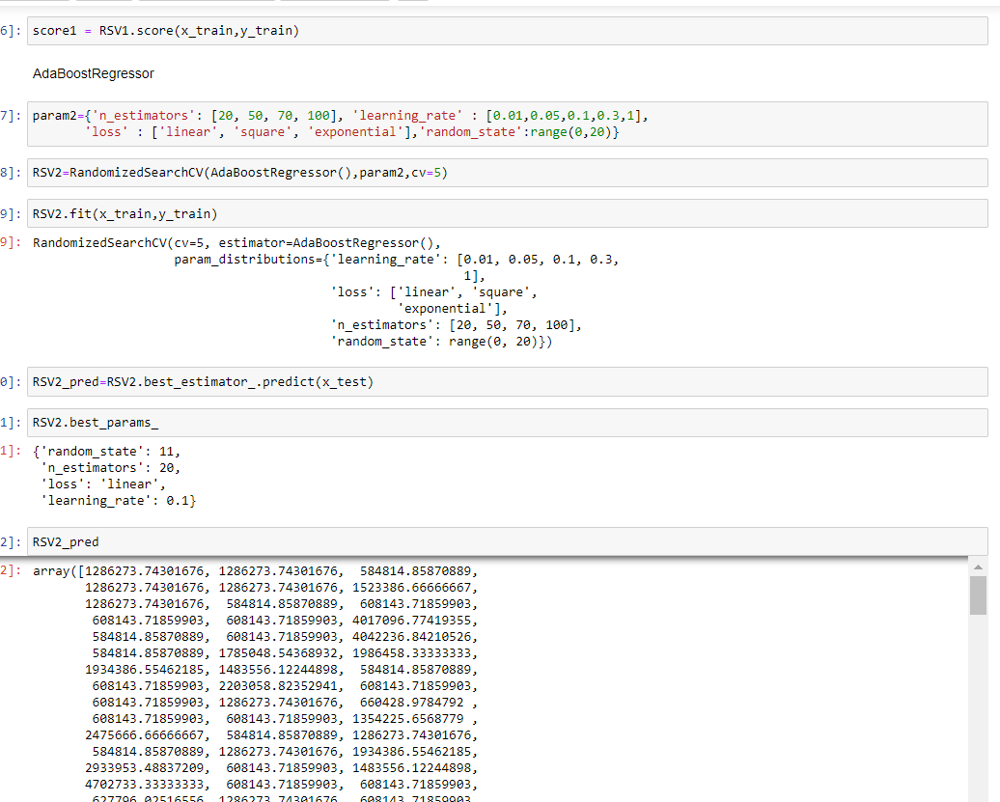 6]: score1 = RSV1.score(x_train,y_train)
AdaBoostRegressor
7]: param2={'n_estimators': [20, 50, 70, 100], 'learning_rate' : [0.01,0.05,0.1,0.3,1],
'loss' : ['linear', 'square', 'exponential'],'random_state':range(0,20)}
8]: RSV2=RandomizedSearchCV(AdaBoostRegressor(),param2,cv=5)
9]: RSV2.fit(x_train,y_train)
9]: RandomizedSearchCV(cv=5, estimator=AdaBoostRegressor(),
param_distributions={'learning_rate': [0.01, 0.05, 0.1, 0.3,
1],
'loss': ['linear', 'square',
'exponential'],
'n_estimators': [20, 50, 70, 100],
'random_state': range(0, 20)})
0]: RSV2_pred=RSV2.best_estimator_.predict(x_test)
1]: RSV2.best_params_
1]: {'random_state': 11,
'n_estimators': 20,
'loss': 'linear',
'learning_rate': 0.1}
2]: RSV2_pred
2]: array([1286273.74301676, 1286273.74301676, 584814.85870889,
1286273.74301676, 1286273.74301676, 1523386.66666667,
1286273.74301676, 584814.85870889, 608143.71859903,
608143.71859903, 608143.71859903, 4017096.77419355,
584814.85870889, 608143.71859903, 4042236.84210526,
584814.85870889, 1785048.54368932, 1986458.33333333,
1934386.55462185, 1483556.12244898, 584814.85870889,
608143.71859903, 2203058.82352941, 608143.71859903,
608143.71859903, 1286273.74301676, 660428.9784792 ,
608143.71859903, 608143.71859903, 1354225.6568779 ,
2475666.66666667, 584814.85870889, 1286273.74301676,
584814.85870889, 1286273.74301676, 1934386.55462185,
2933953.48837209, 608143.71859903, 1483556.12244898,
4702733.33333333, 608143.71859903, 608143.71859903,
627796.02516556, 1286273.74301676, 608143.71859903,